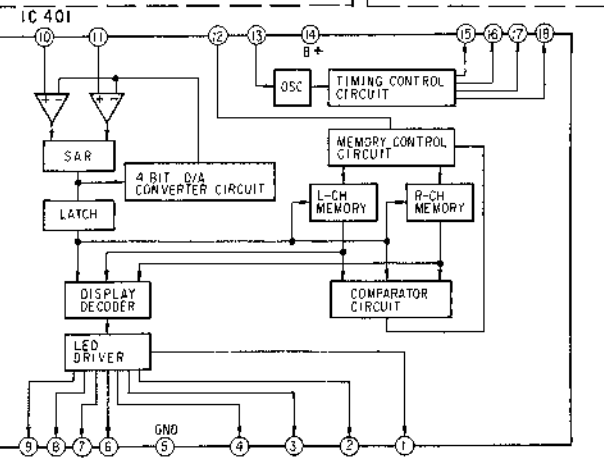 IC 401
10 11 12 13 14 15 16 17 18
B+
+ - + -
OSC
TIMING CONTROL
CIRCUIT
MEMORY CONTROL
CIRCUIT
SAR
4 BIT D/A
CONVERTER CIRCUIT
L-CH
MEMORY
R-CH
MEMORY
LATCH
DISPLAY
DECODER
COMPARATOR
CIRCUIT
LED
DRIVER
GND
9 8 7 6 5 4 3 2 1